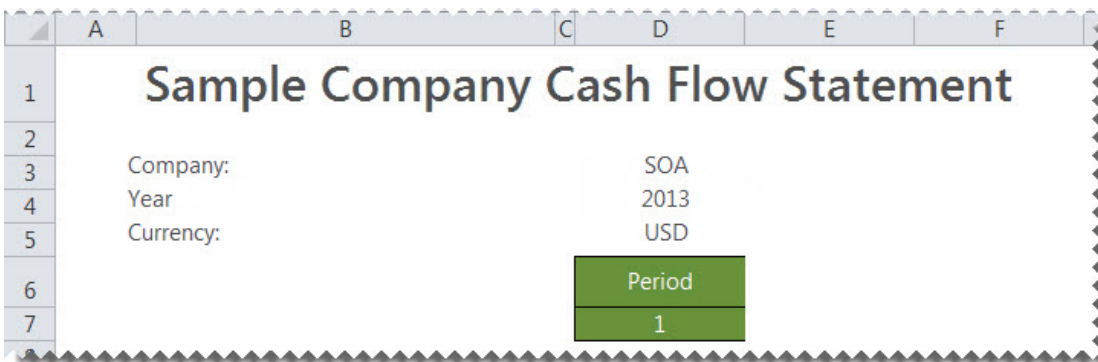 A B C D E F
1 Sample Company Cash Flow Statement
2
3 Company: SOA
4 Year 2013
5 Currency: USD
6 Period
7 1